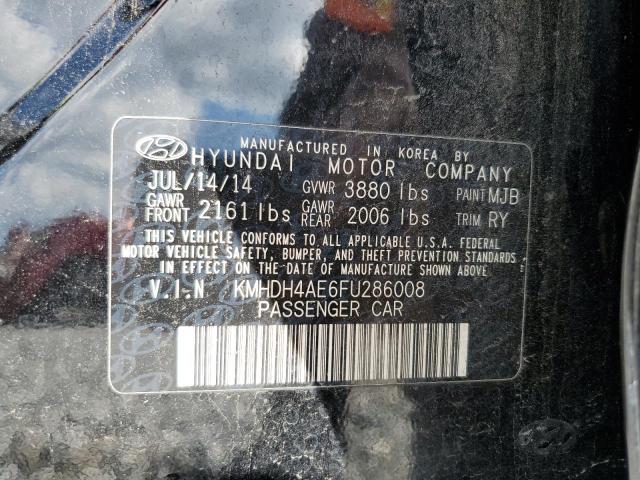 MANUFACTURED IN KOREA BY
HYUNDAI MOTOR COMPANY
JUL/14/14 GVWR 3880 lbs PAINT MJB
GAWR FRONT 2161 lbs GAWR REAR 2006 lbs TRIM RY
THIS VEHICLE CONFORMS TO ALL APPLICABLE U.S.A. FEDERAL
MOTOR VEHICLE SAFETY, BUMPER, AND THEFT PREVENTION STANDARDS
IN EFFECT ON THE DATE OF MANUFACTURE SHOWN ABOVE.
V.I.N KMHDH4AE6FU286008
PASSENGER CAR